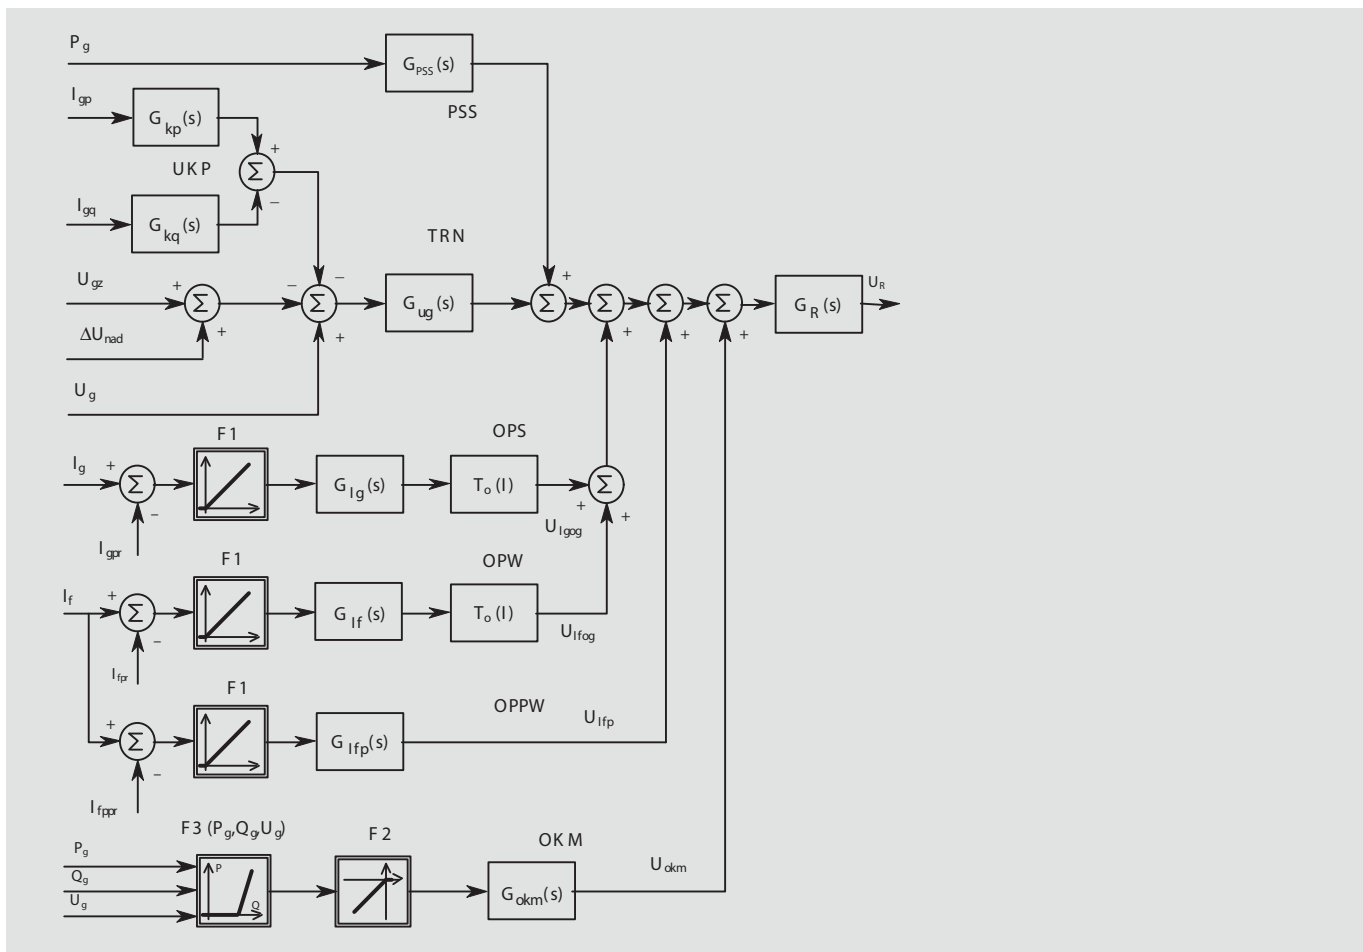 P g
G PSS (s)
PSS
I gp
G kp (s)
+
UKP
Σ
−
I gq
G kq (s)
TRN
U gz
+
Σ
+
− −
Σ
+
G ug (s)
+
Σ
Σ
+
Σ
+
Σ
+
G R (s)
U R
ΔU nad
U g
F1
OPS
I g
+
Σ
−
G Ig (s)
T o (I)
Σ
+
+
U Igog
I gpr
F1
OPW
I f
+
Σ
−
G If (s)
T o (I)
U Ifog
I fpr
F1
OPPW
U Ifp
+
Σ
−
G Ifp (s)
I fppr
F3 (P g ,Q g ,U g )
F2
OKM
P g
Q g
U g
P
Q
G okm (s)
U okm